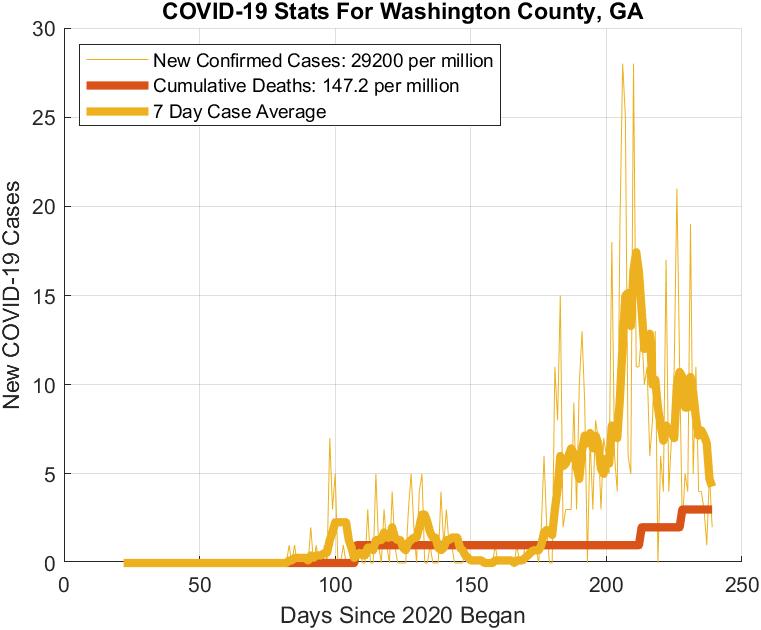 COVID-19 Stats For Washington County, GA
New Confirmed Cases: 29200 per million
Cumulative Deaths: 147.2 per million
7 Day Case Average
New COVID-19 Cases
30
25
20
15
10
5
0
0 50 100 150 200 250
Days Since 2020 Began